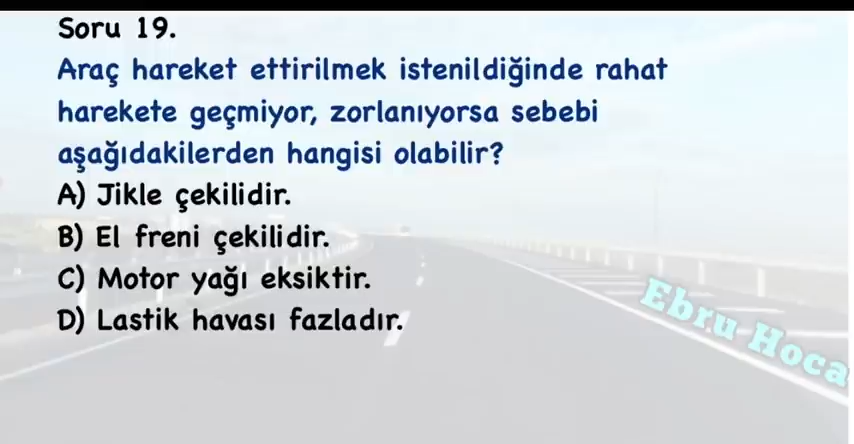 Soru 19.
Araç hareket ettirilmek istenildiğinde rahat
harekete geçmiyor, zorlanıyorsa sebebi
aşağıdakilerden hangisi olabilir?
A) Jikle çekilidir.
B) El freni çekilidir.
C) Motor yağı eksiktir.
D) Lastik havası fazladır.
Ebru Hoca